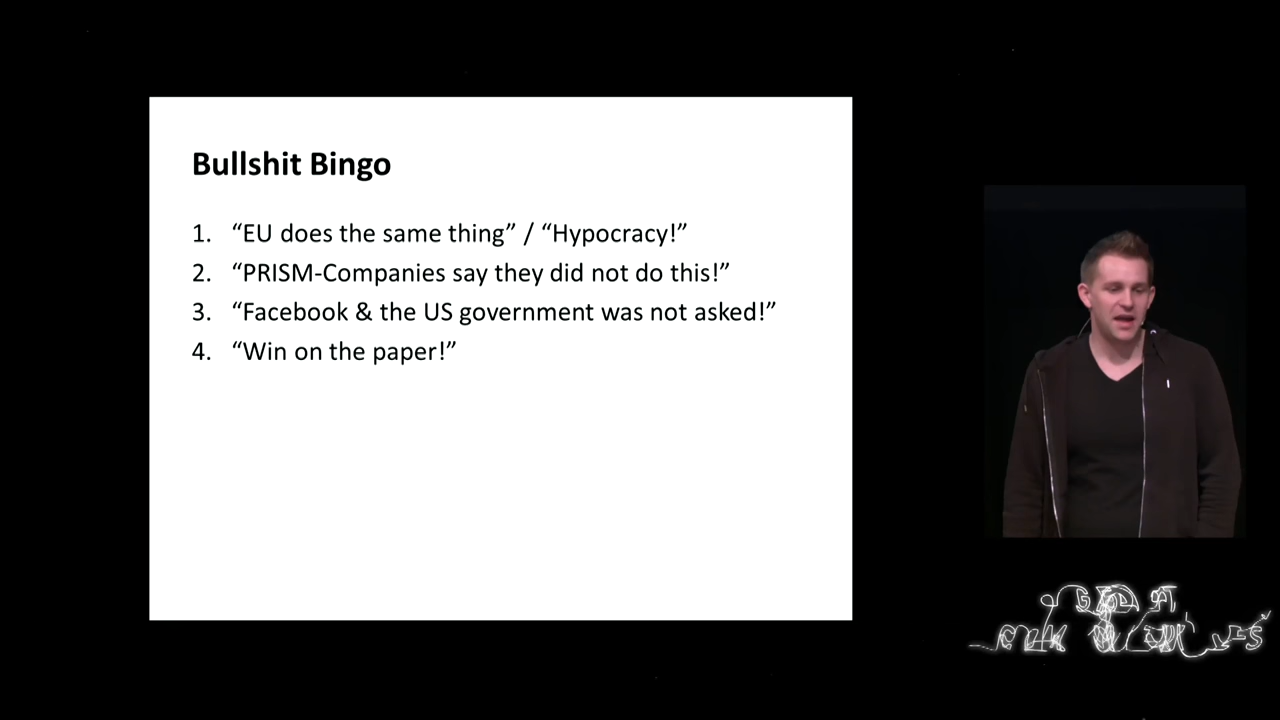 Bullshit Bingo
1. “EU does the same thing” / “Hypocracy!”
2. “PRISM-Companies say they did not do this!”
3. “Facebook & the US government was not asked!”
4. “Win on the paper!”